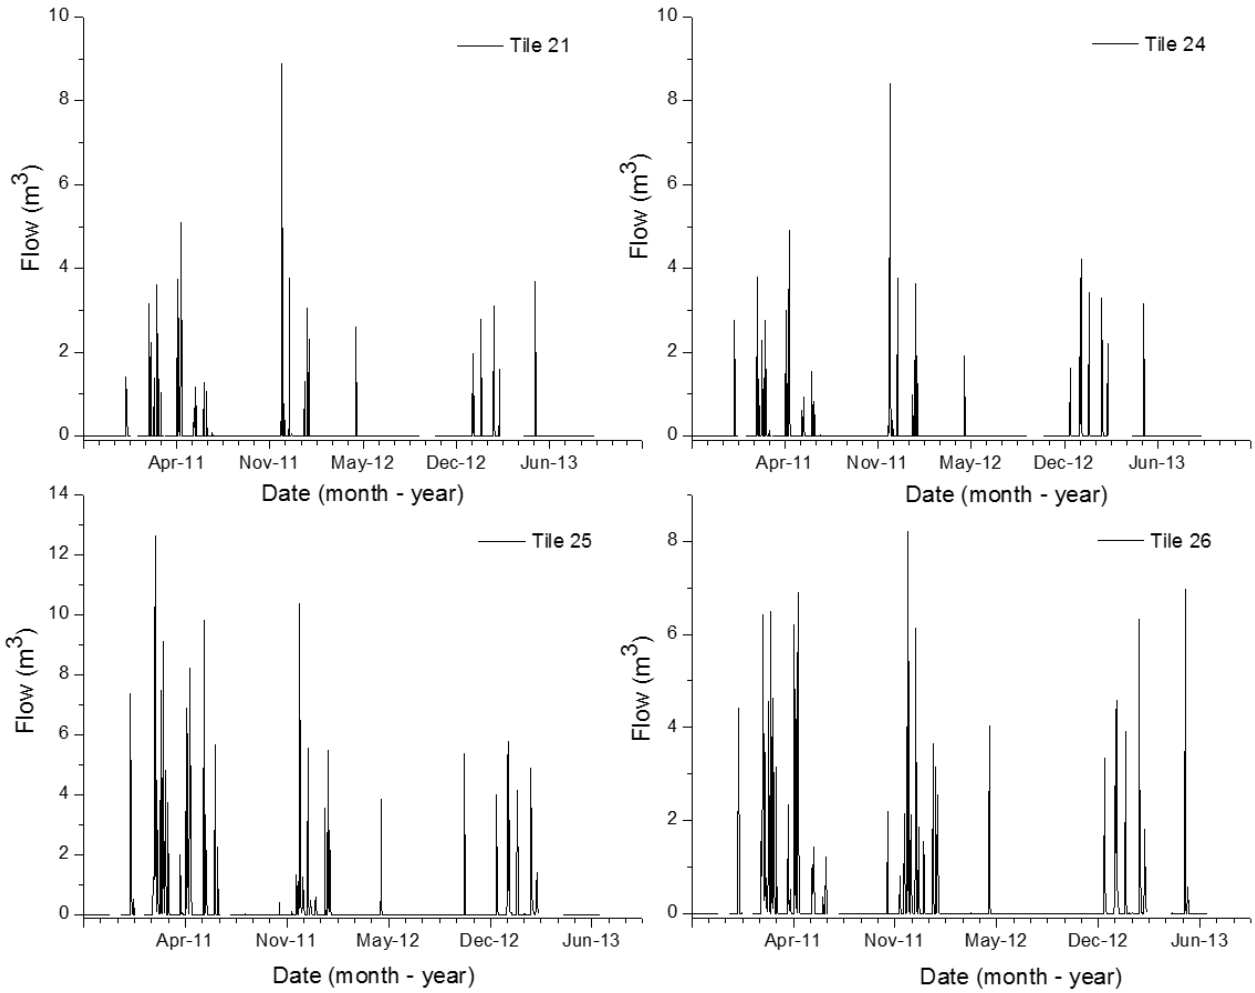 Tile 21
Flow (m³)
10
8
6
4
2
0
Apr-11 Nov-11 May-12 Dec-12 Jun-13
Date (month - year)
Tile 24
Flow (m³)
10
8
6
4
2
0
Apr-11 Nov-11 May-12 Dec-12 Jun-13
Date (month - year)
Tile 25
Flow (m³)
14
12
10
8
6
4
2
0
Apr-11 Nov-11 May-12 Dec-12 Jun-13
Date (month - year)
Tile 26
Flow (m³)
8
6
4
2
0
Apr-11 Nov-11 May-12 Dec-12 Jun-13
Date (month - year)